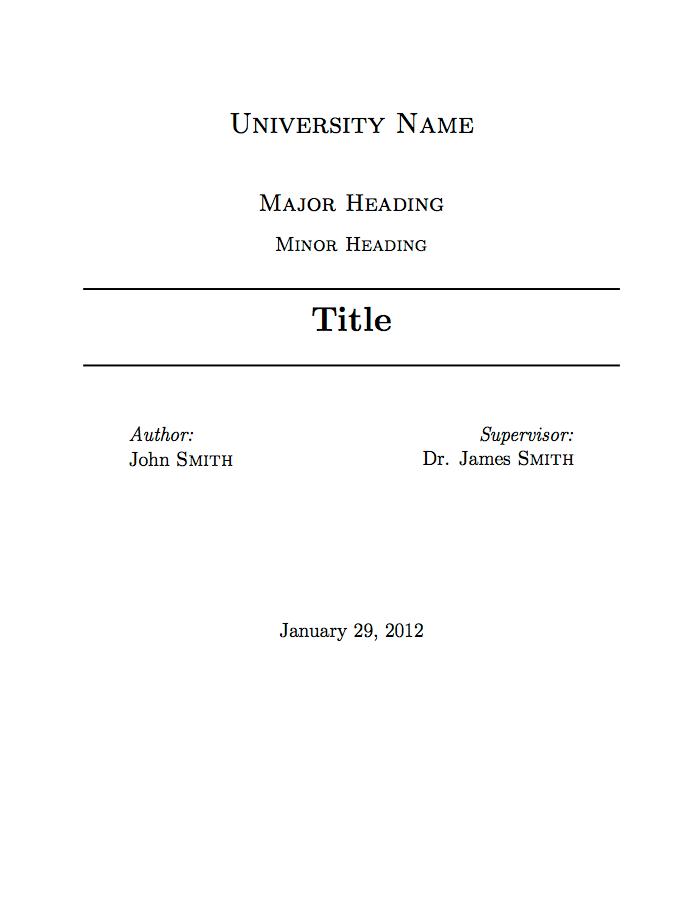 University Name
Major Heading
Minor Heading
Title
Author:
John Smith
Supervisor:
Dr. James Smith
January 29, 2012